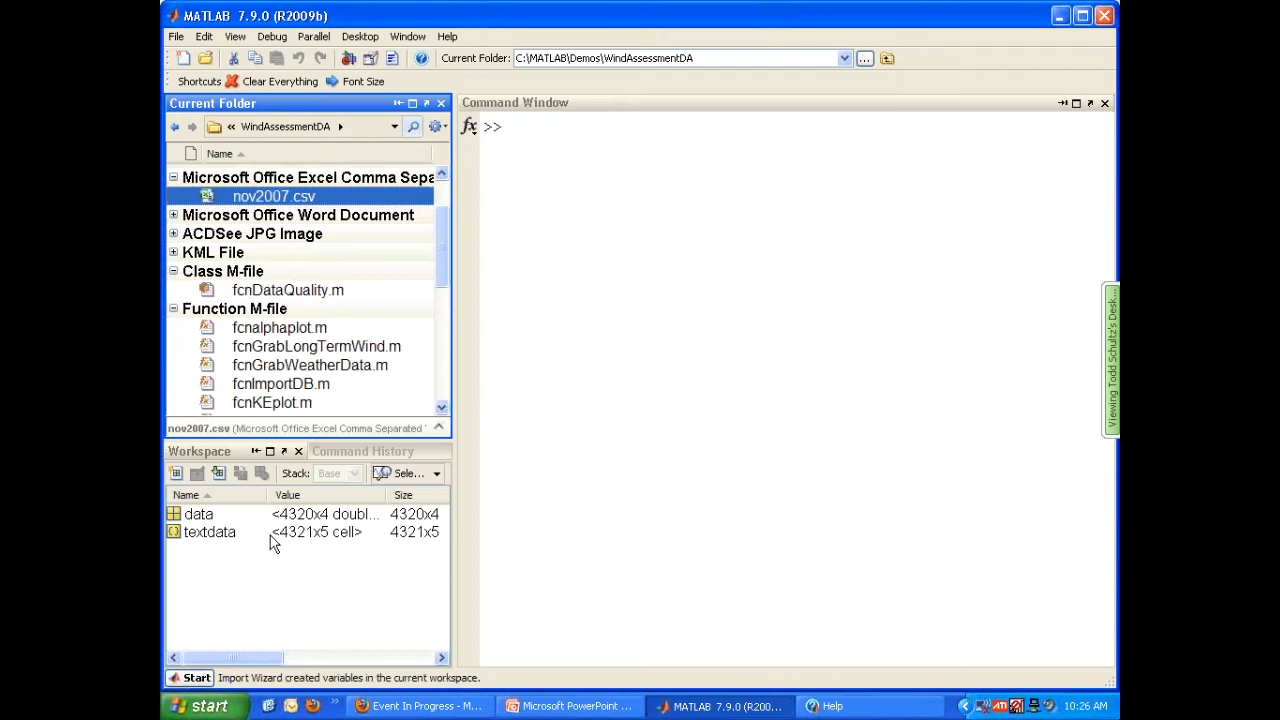 MATLAB 7.9.0 (R2009b)
File Edit View Debug Parallel Desktop Window Help
Current Folder: C:\MATLAB\Demos\WindAssessmentDA ...
Shortcuts Clear Everything Font Size
Current Folder
« WindAssessmentDA
Name
Microsoft Office Excel Comma Sepa
nov2007.csv
Microsoft Office Word Document
ACDSee JPG Image
KML File
Class M-file
fcnDataQuality.m
Function M-file
fcnalphaplot.m
fcnGrabLongTermWind.m
fcnGrabWeatherData.m
fcnImportDB.m
fcnKEplot.m
nov2007.csv (Microsoft Office Excel Comma Separated
Workspace Command History
Stack: Base Sele...
Name Value Size
data <4320x4 doubl... 4320x4
textdata <4321x5 cell> 4321x5
Command Window
fx >>
Viewing Todd Schultz's Desk...
Start Import Wizard created variables in the current workspace.
start Event In Progress - M... Microsoft PowerPoint ... MATLAB 7.9.0 (R200... Help 10:26 AM